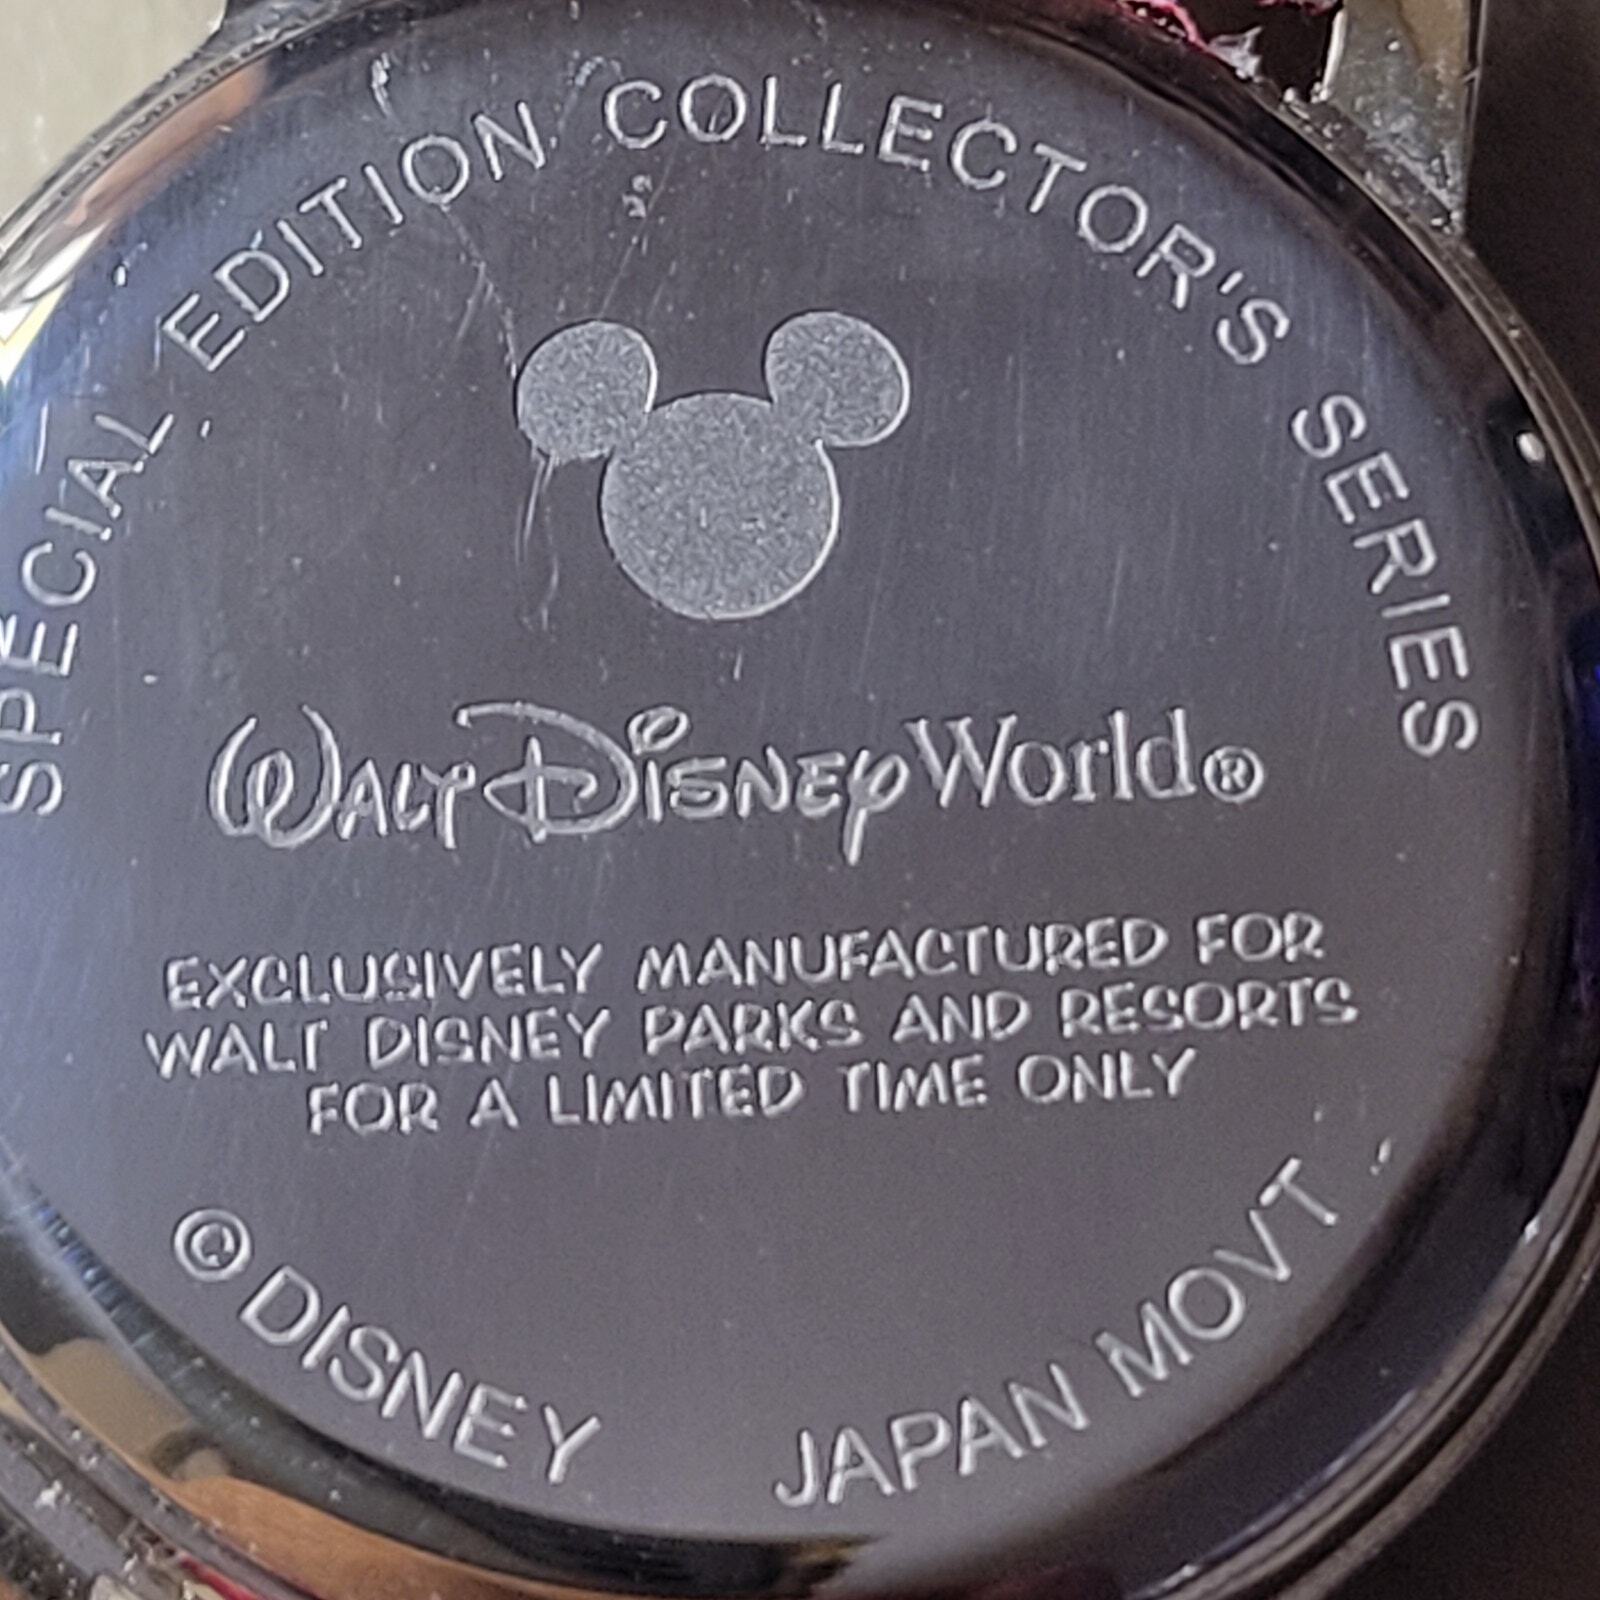 SPECIAL EDITION COLLECTOR'S SERIES
WALT DISNEY World®
EXCLUSIVELY MANUFACTURED FOR
WALT DISNEY PARKS AND RESORTS
FOR A LIMITED TIME ONLY
© DISNEY
JAPAN MOVT